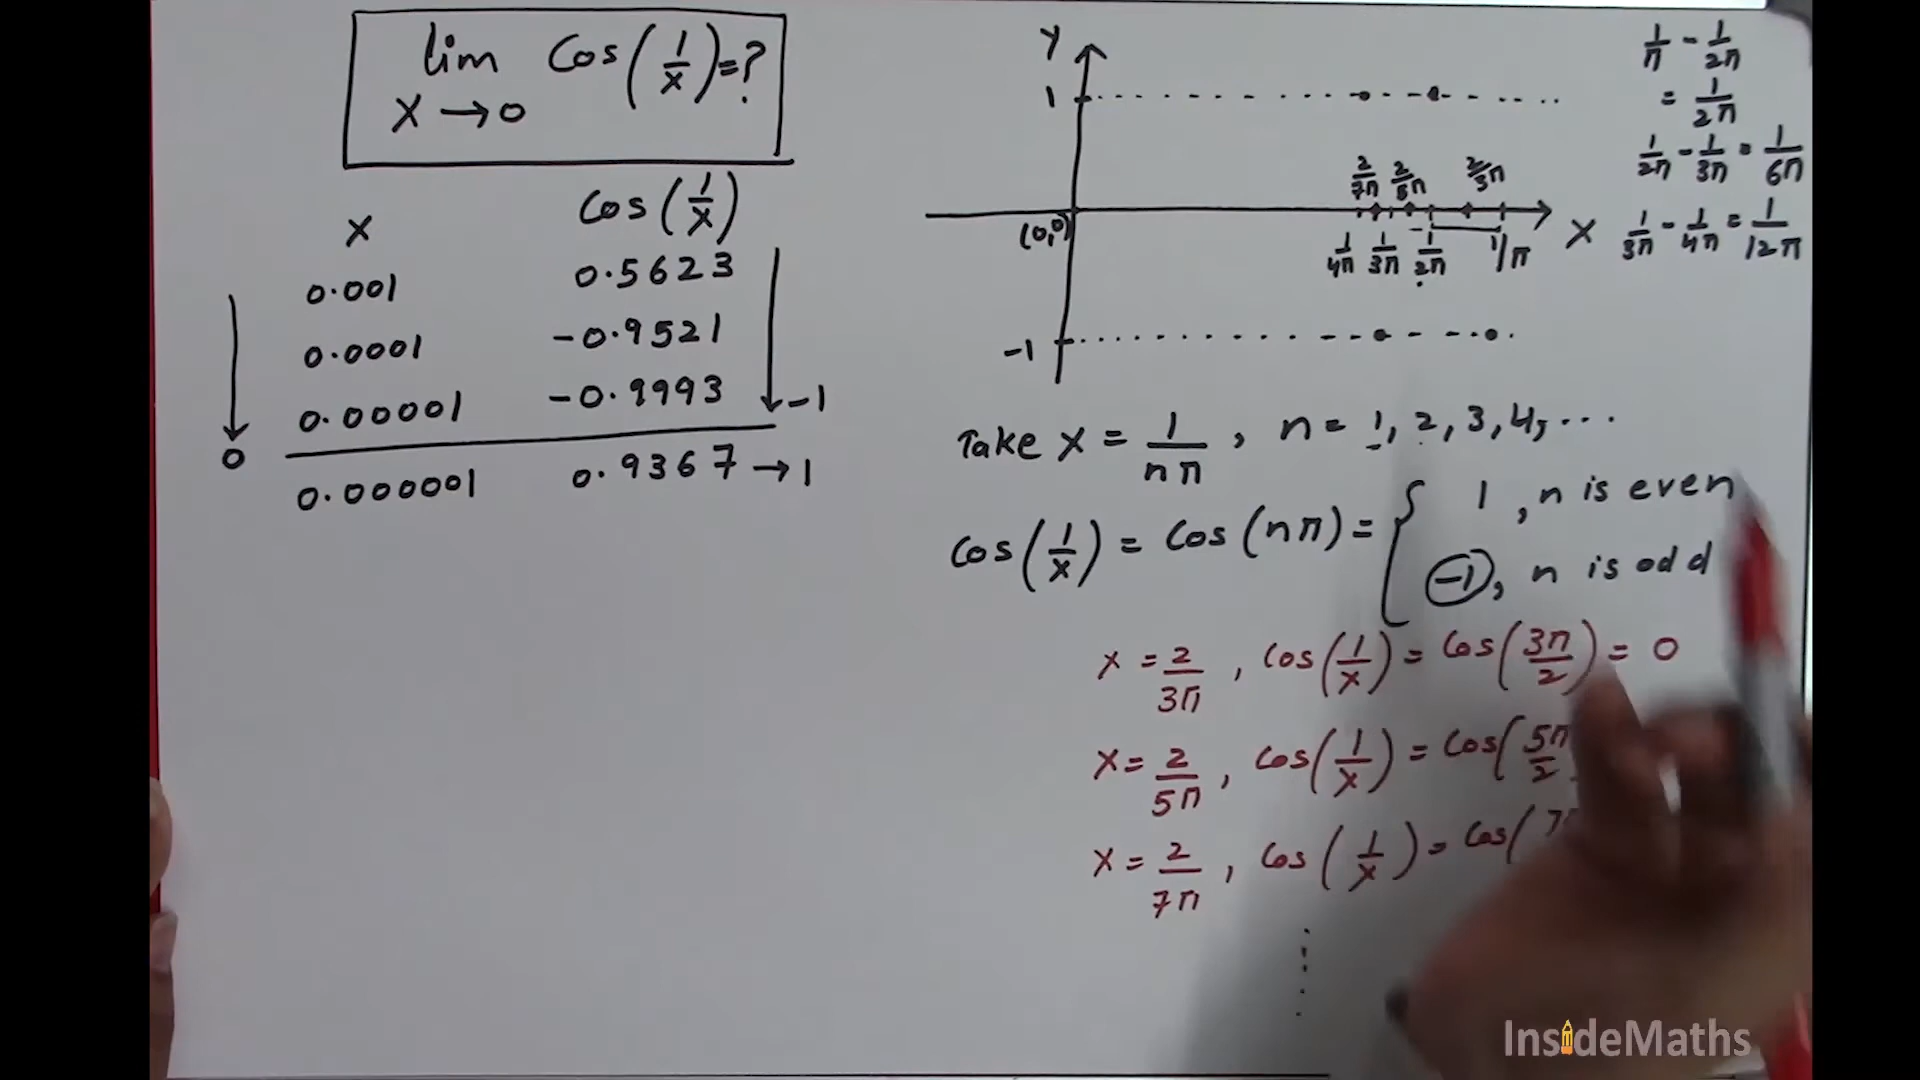 lim cos(1/x)=?
x→0
x cos(1/x)
0.001 0.5623
0.0001 -0.9521
0.00001 -0.9993 -1
0
0.000001 0.9367 → 1
Y
1
2/7π 2/5π 2/3π
(0,0) X
1/4π 1/3π 1/2π 1/π
-1
1/π - 1/2π
= 1/2π
1/2π - 1/3π = 1/6π
1/3π - 1/4π = 1/12π
Take x = 1/nπ, n = 1, 2, 3, 4, ...
cos(1/x) = cos(nπ) = { 1, n is even
-1, n is odd
x = 2/3π, cos(1/x) = cos(3π/2) = 0
x = 2/5π, cos(1/x) = cos(5π/2
x = 2/7π, cos(1/x) = cos(
InsideMaths